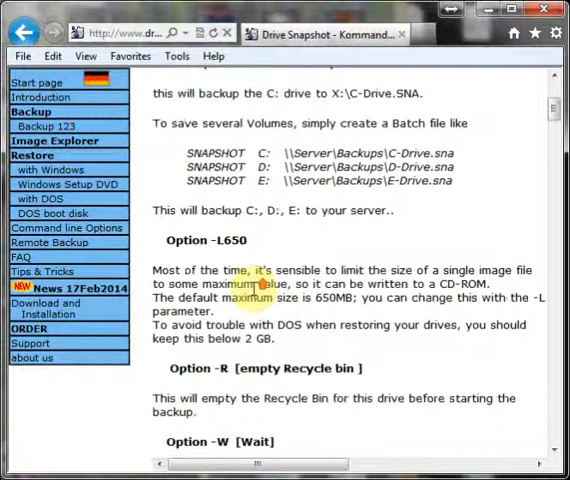 http://www.dr...
Drive Snapshot - Komman...
File Edit View Favorites Tools Help
Start page
Introduction
Backup
Backup 123
Image Explorer
Restore
with Windows
Windows Setup DVD
with DOS
DOS boot disk
Command line Options
Remote Backup
FAQ
Tips & Tricks
NEW News 17Feb2014
Download and
Installation
ORDER
Support
about us
this will backup the C: drive to X:\C-Drive.SNA.
To save several Volumes, simply create a Batch file like
SNAPSHOT C: \\Server\Backups\C-Drive.sna
SNAPSHOT D: \\Server\Backups\D-Drive.sna
SNAPSHOT E: \\Server\Backups\E-Drive.sna
This will backup C:, D:, E: to your server..
Option -L650
Most of the time, it's sensible to limit the size of a single image file
to some maximum value, so it can be written to a CD-ROM.
The default maximum size is 650MB; you can change this with the -L
parameter.
To avoid trouble with DOS when restoring your drives, you should
keep this below 2 GB.
Option -R [empty Recycle bin ]
This will empty the Recycle Bin for this drive before starting the
backup.
Option -W [Wait]